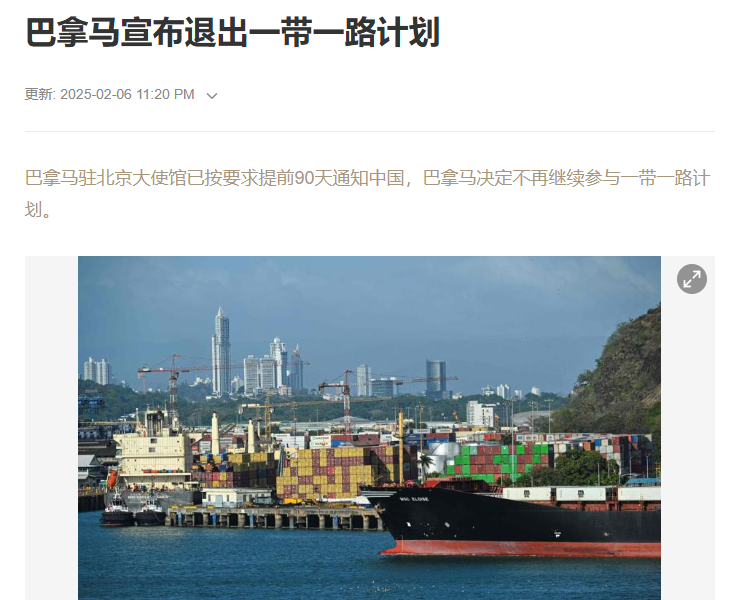 巴拿马宣布退出一带一路计划
更新: 2025-02-06 11:20 PM
巴拿马驻北京大使馆已按要求提前90天通知中国，巴拿马决定不再继续参与一带一路计
划。
MSC ELOISE